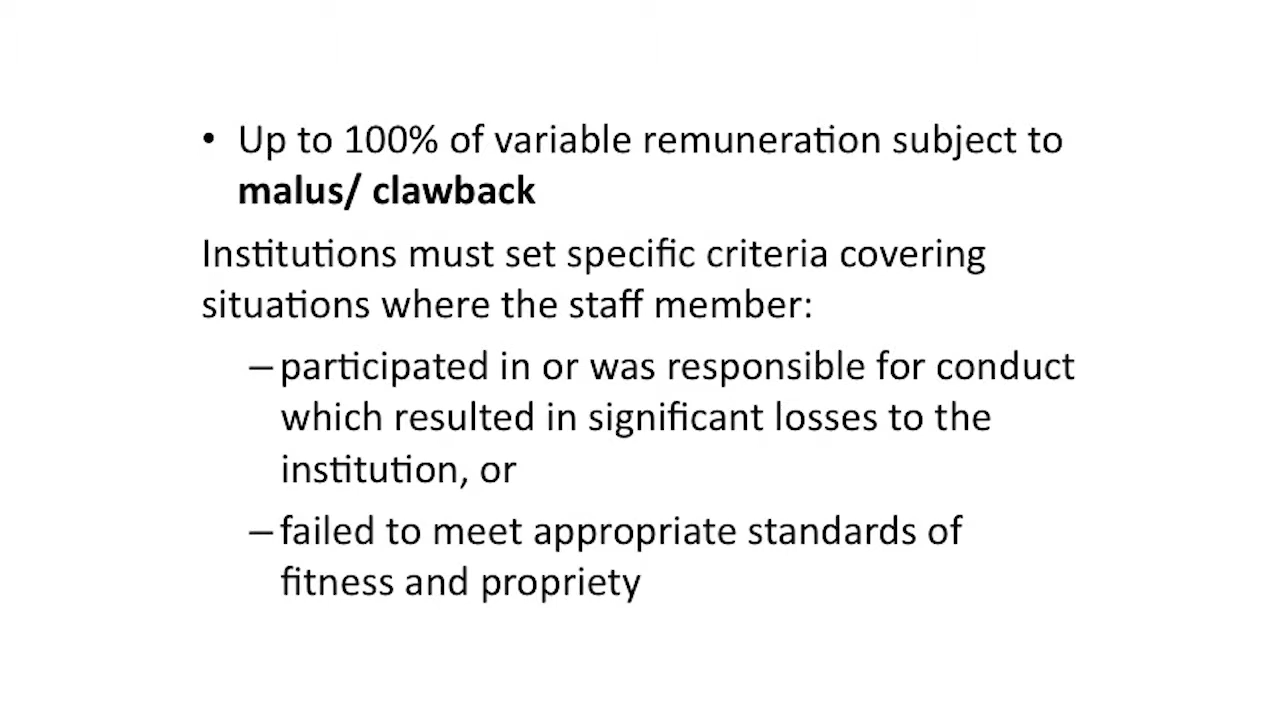 • Up to 100% of variable remuneration subject to
malus/ clawback
Institutions must set specific criteria covering
situations where the staff member:
– participated in or was responsible for conduct
which resulted in significant losses to the
institution, or
– failed to meet appropriate standards of
fitness and propriety